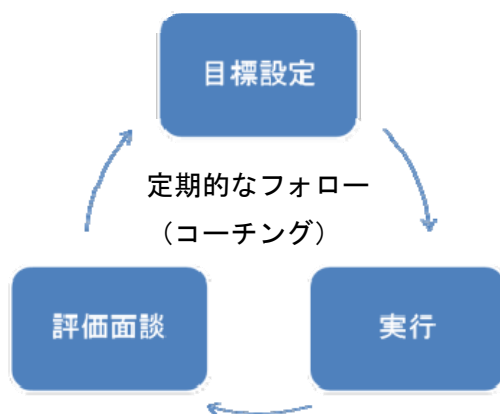 目標設定
定期的なフォロー
（コーチング）
評価面談
実行